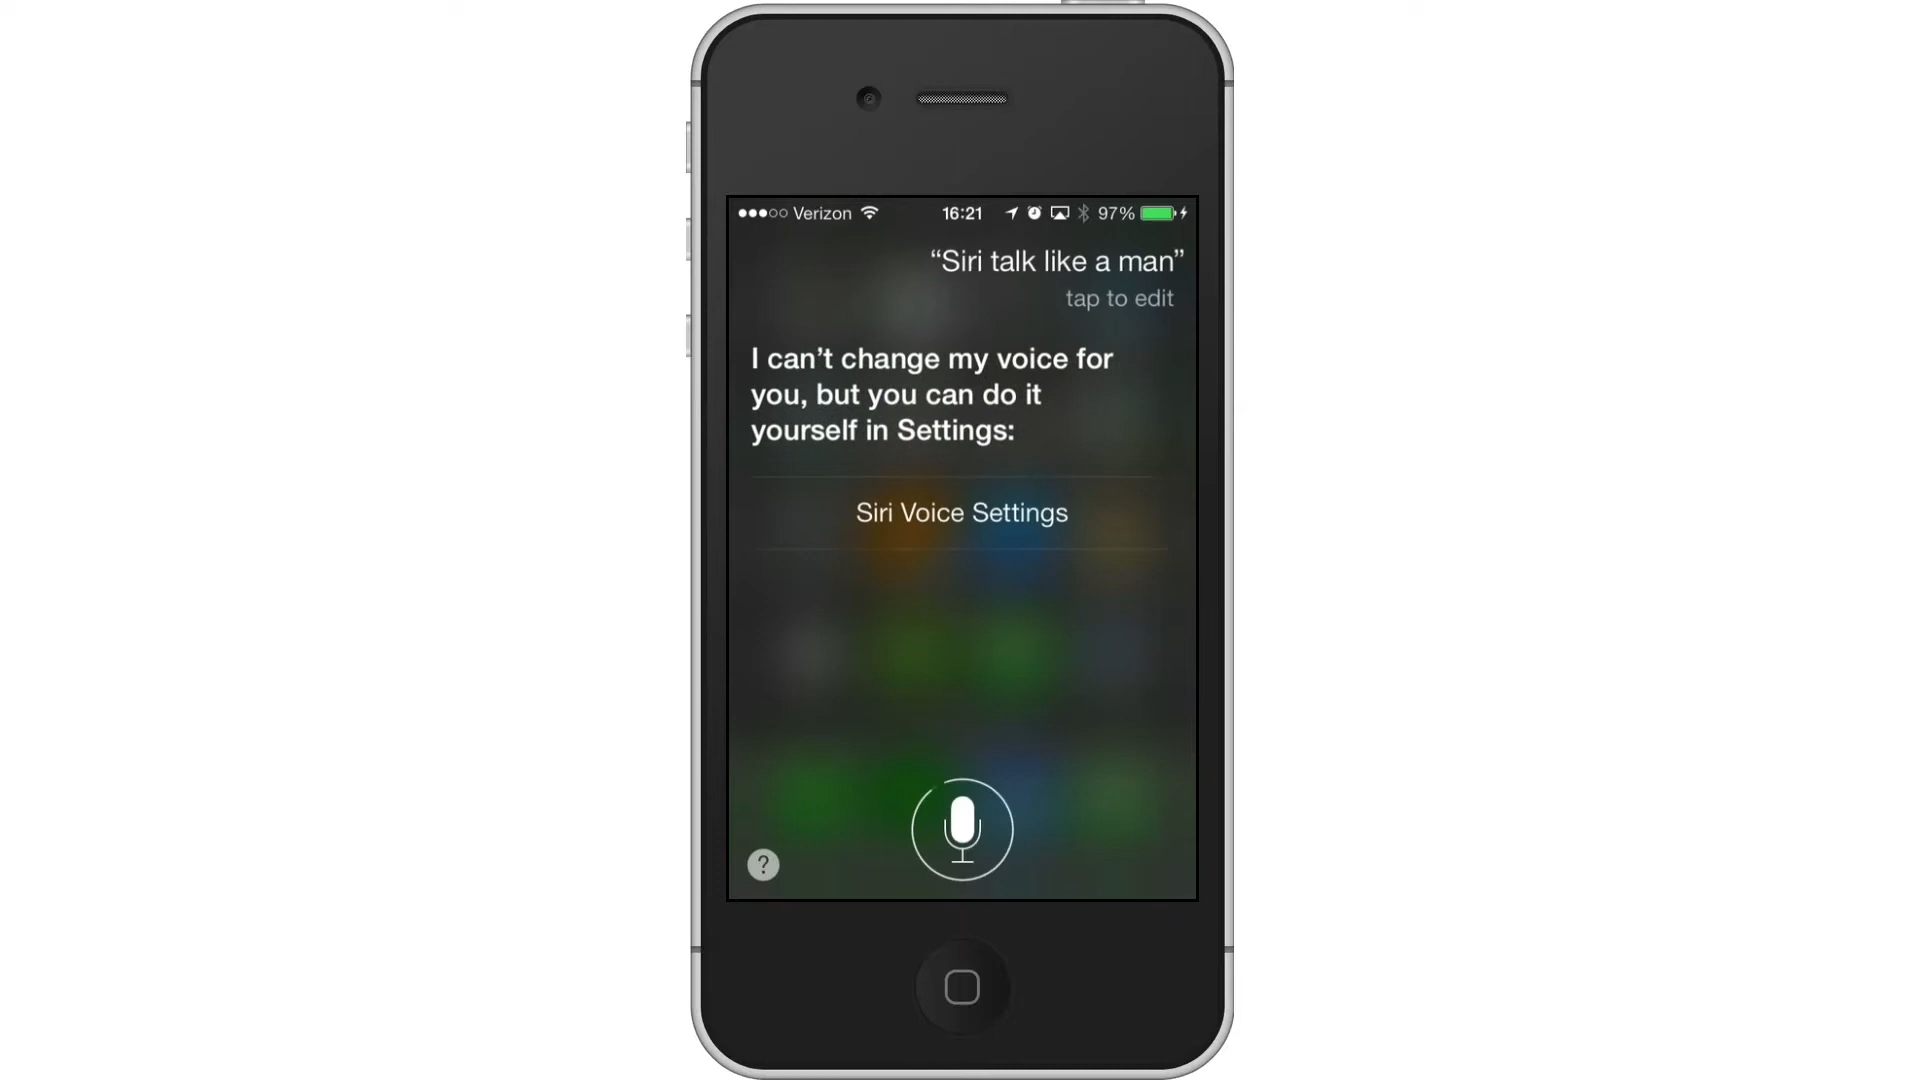 Verizon 16:21 97%
“Siri talk like a man”
tap to edit
I can’t change my voice for
you, but you can do it
yourself in Settings:
Siri Voice Settings
?